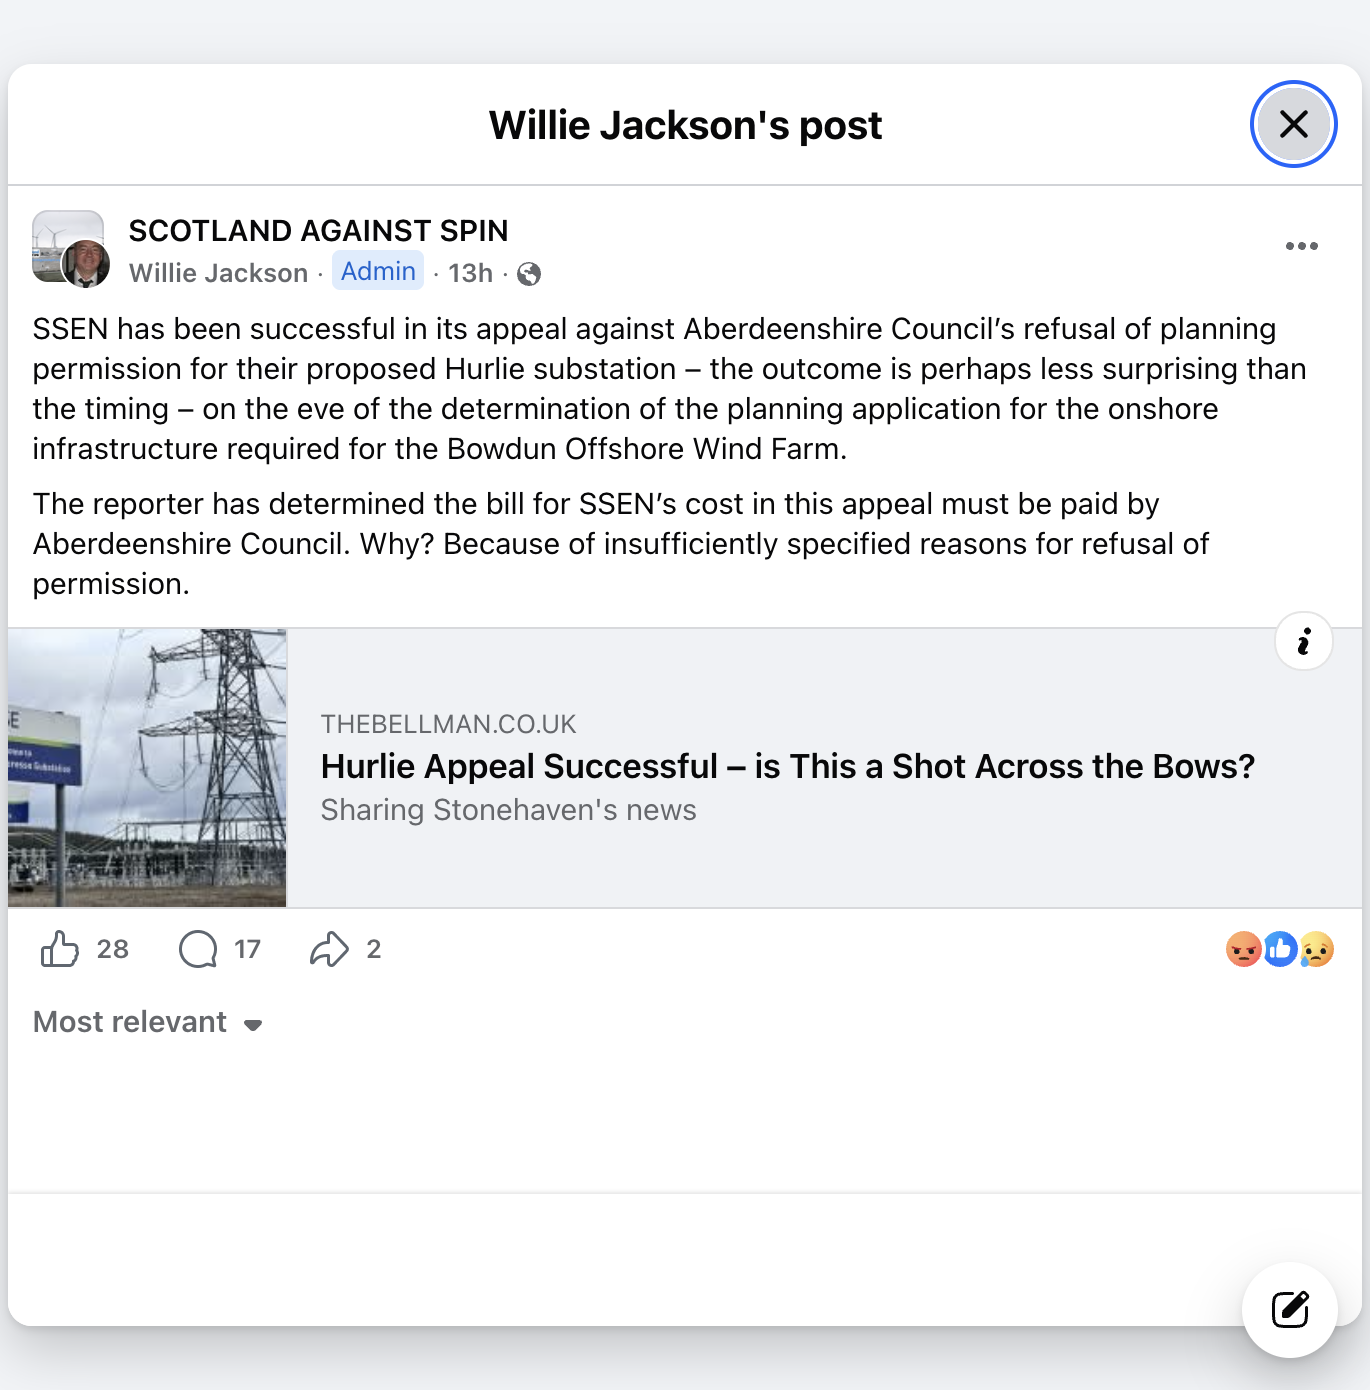 Willie Jackson's post
SCOTLAND AGAINST SPIN
Willie Jackson · Admin · 13h ·
SSEN has been successful in its appeal against Aberdeenshire Council’s refusal of planning
permission for their proposed Hurlie substation – the outcome is perhaps less surprising than
the timing – on the eve of the determination of the planning application for the onshore
infrastructure required for the Bowdun Offshore Wind Farm.
The reporter has determined the bill for SSEN’s cost in this appeal must be paid by
Aberdeenshire Council. Why? Because of insufficiently specified reasons for refusal of
permission.
SE
Substation
THEBELLMAN.CO.UK
Hurlie Appeal Successful – is This a Shot Across the Bows?
Sharing Stonehaven's news
28 17 2
Most relevant